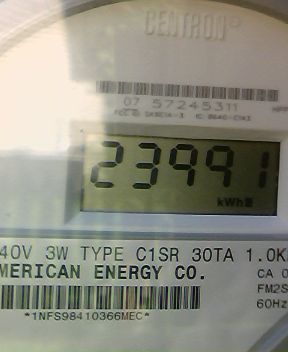 CENTRON®
07 57245311
23991
kWh
40V 3W TYPE C1SR 30TA 1.0K
MERICAN ENERGY CO.
CA 0
FM2S
60Hz
*1NFS98410366MEC*